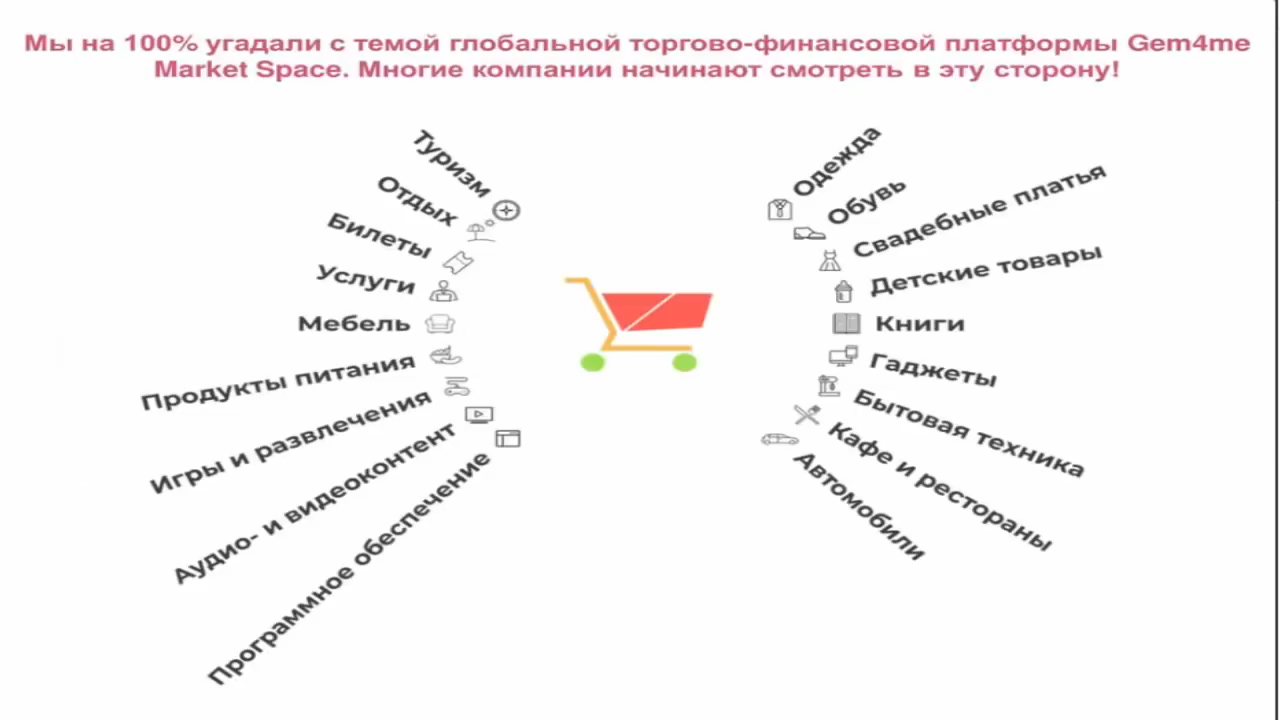 Мы на 100% угадали с темой глобальной торгово-финансовой платформы Gem4me
Market Space. Многие компании начинают смотреть в эту сторону!
Туризм
Отдых
Билеты
Услуги
Мебель
Продукты питания
Игры и развлечения
Аудио- и видеоконтент
Программное обеспечение
Одежда
Обувь
Свадебные платья
Детские товары
Книги
Гаджеты
Бытовая техника
Кафе и рестораны
Автомобили